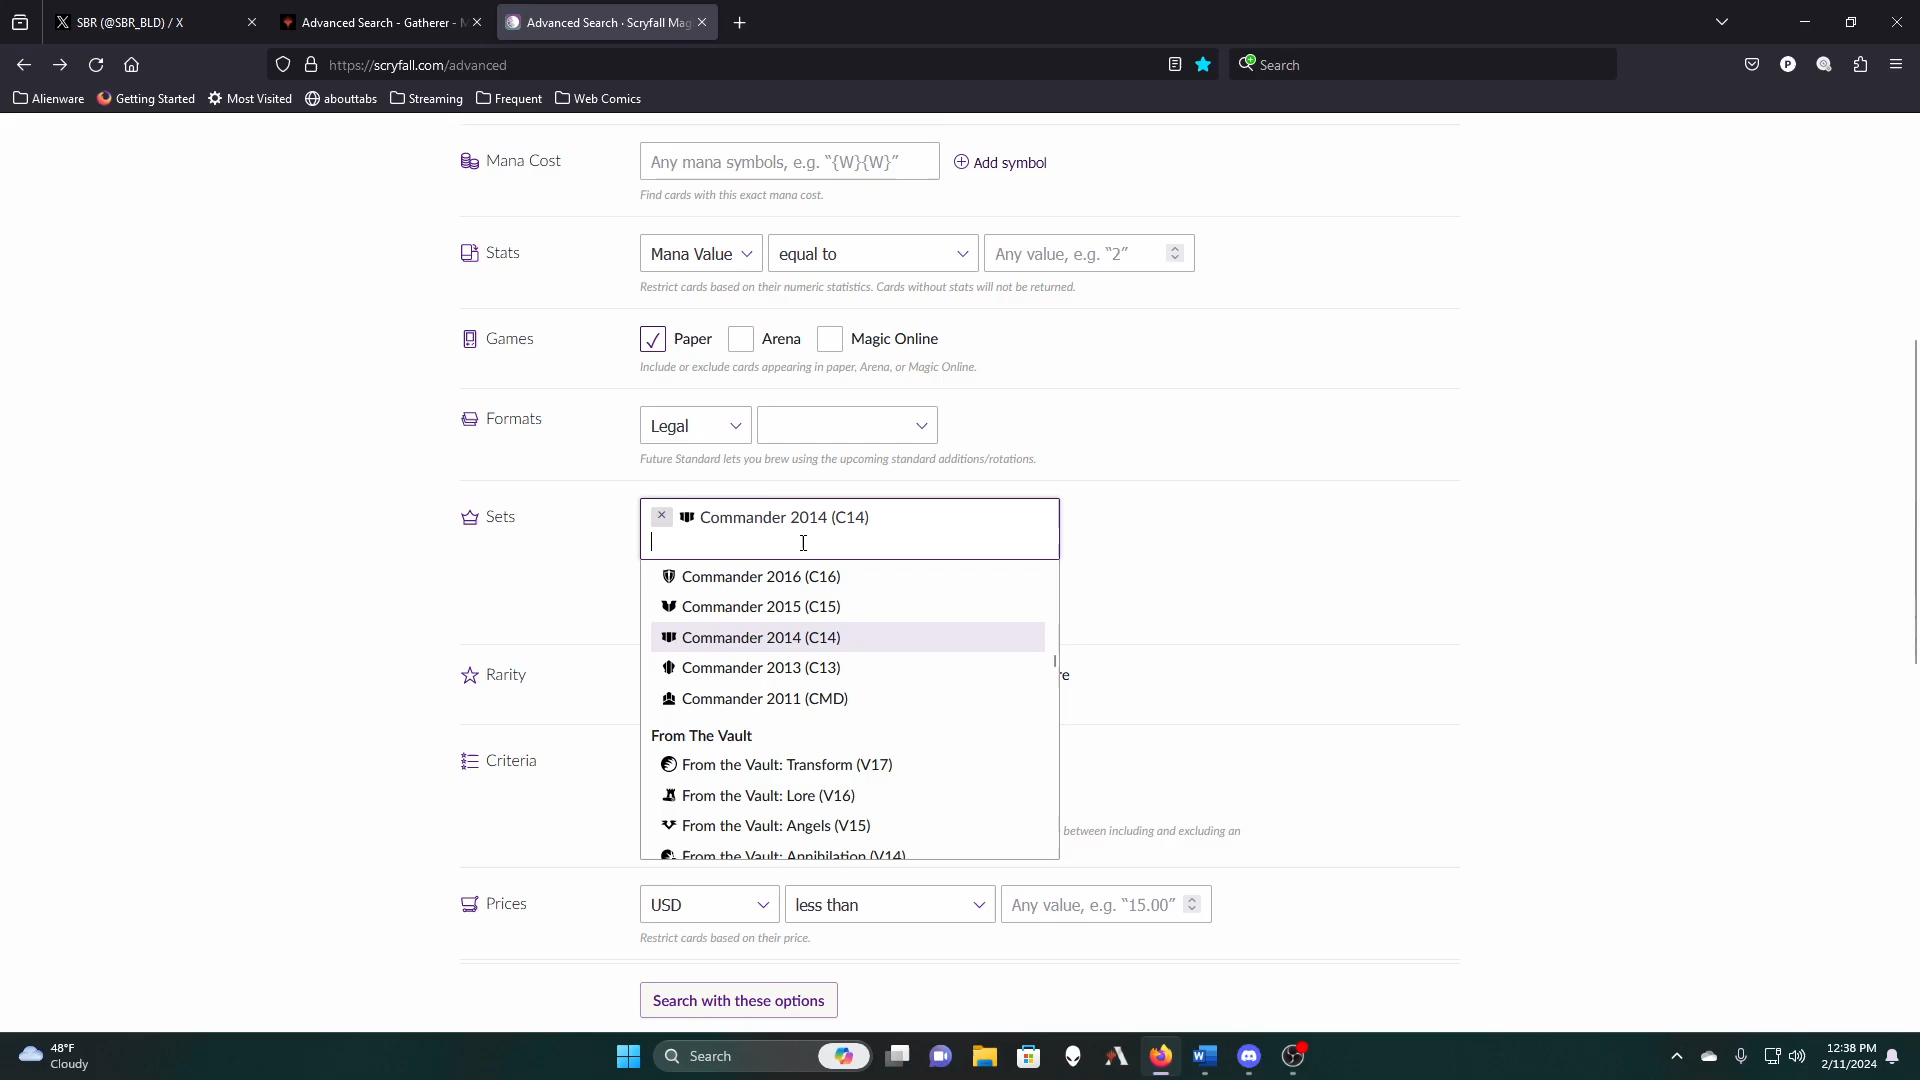 SBR (@SBR_BLD) / X
Advanced Search - Gatherer - M
Advanced Search · Scryfall Mag
https://scryfall.com/advanced
Search
Alienware
Getting Started
Most Visited
abouttabs
Streaming
Frequent
Web Comics
Mana Cost
Any mana symbols, e.g. “{W}{W}”
Add symbol
Find cards with this exact mana cost.
Stats
Mana Value
equal to
Any value, e.g. “2”
Restrict cards based on their numeric statistics. Cards without stats will not be returned.
Games
Paper
Arena
Magic Online
Include or exclude cards appearing in paper, Arena, or Magic Online.
Formats
Legal
Future Standard lets you brew using the upcoming standard additions/rotations.
Sets
Commander 2014 (C14)
Commander 2016 (C16)
Commander 2015 (C15)
Commander 2014 (C14)
Commander 2013 (C13)
Commander 2011 (CMD)
From The Vault
From the Vault: Transform (V17)
From the Vault: Lore (V16)
From the Vault: Angels (V15)
From the Vault: Annihilation (V14)
Rarity
re
Criteria
between including and excluding an
Prices
USD
less than
Any value, e.g. “15.00”
Restrict cards based on their price.
Search with these options
48°F
Cloudy
Search
12:38 PM
2/11/2024